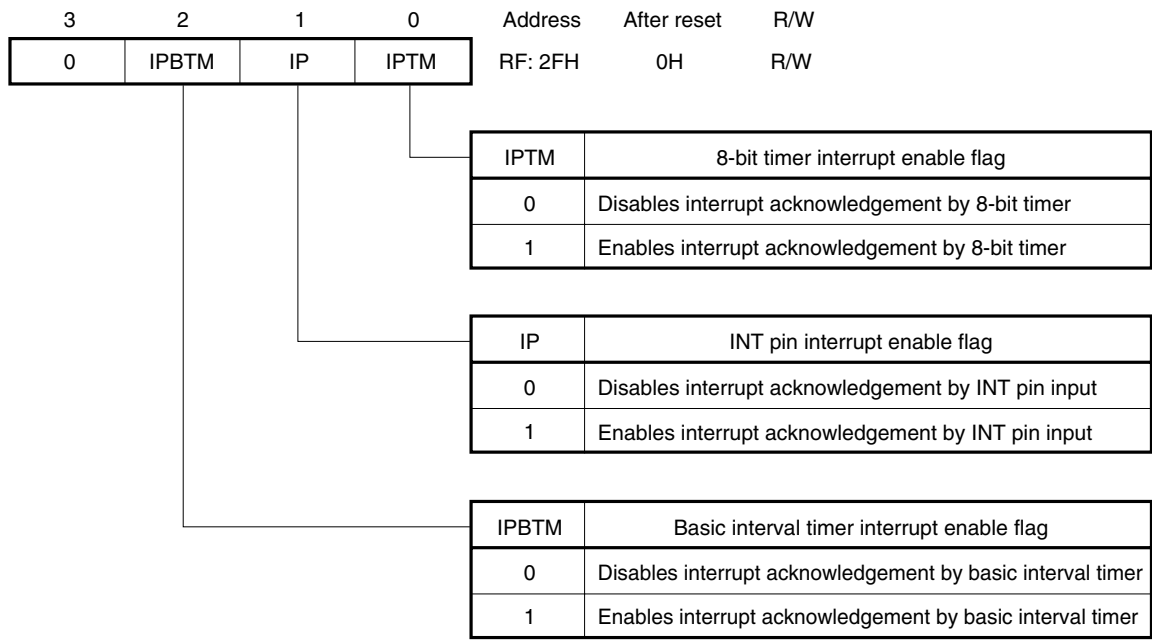 3 2 1 0 Address After reset R/W
0 IPBTM IP IPTM RF: 2FH 0H R/W
IPTM 8-bit timer interrupt enable flag
0 Disables interrupt acknowledgement by 8-bit timer
1 Enables interrupt acknowledgement by 8-bit timer
IP INT pin interrupt enable flag
0 Disables interrupt acknowledgement by INT pin input
1 Enables interrupt acknowledgement by INT pin input
IPBTM Basic interval timer interrupt enable flag
0 Disables interrupt acknowledgement by basic interval timer
1 Enables interrupt acknowledgement by basic interval timer